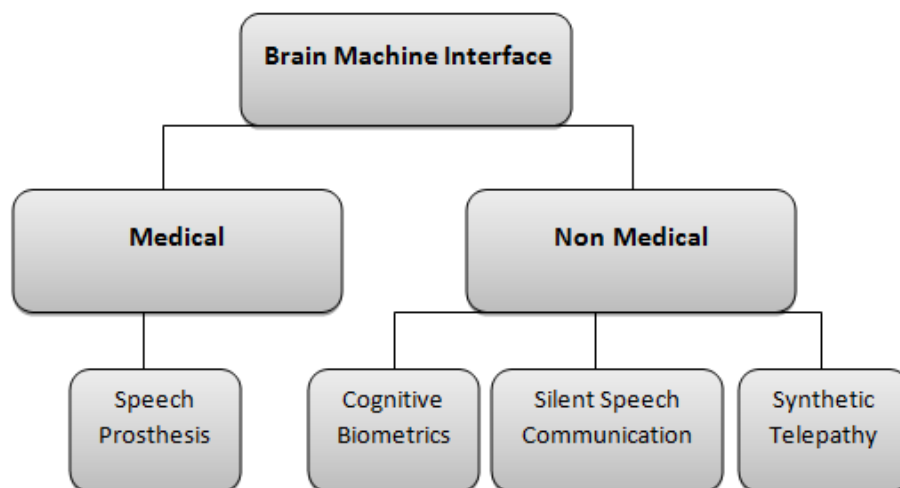 Brain Machine Interface
Medical
Non Medical
Speech
Prosthesis
Cognitive
Biometrics
Silent Speech
Communication
Synthetic
Telepathy